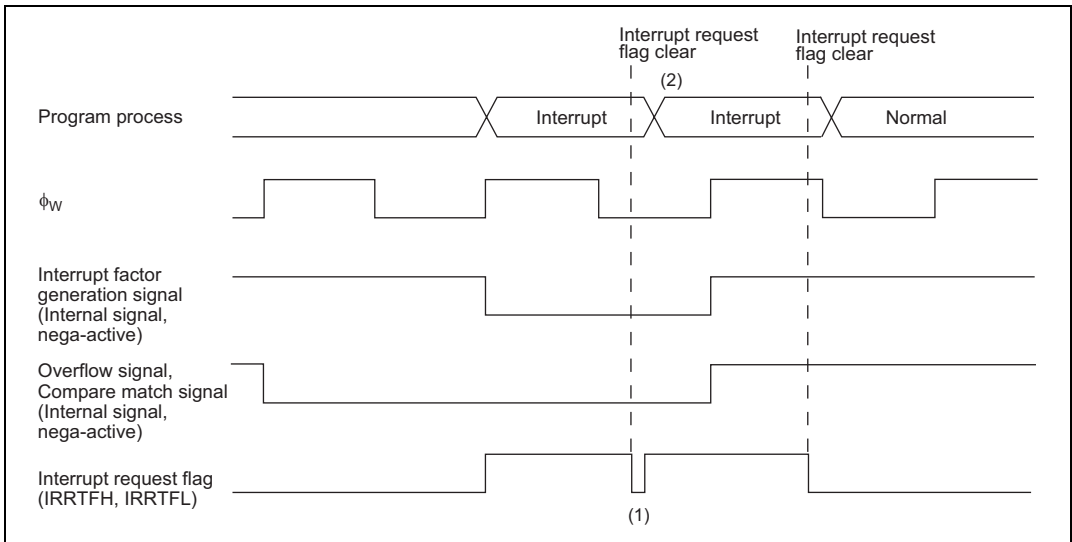 Interrupt request
flag clear
Interrupt request
flag clear
(2)
Program process
Interrupt
Interrupt
Normal
ϕW
Interrupt factor
generation signal
(Internal signal,
nega-active)
Overflow signal,
Compare match signal
(Internal signal,
nega-active)
Interrupt request flag
(IRRTFH, IRRTFL)
(1)